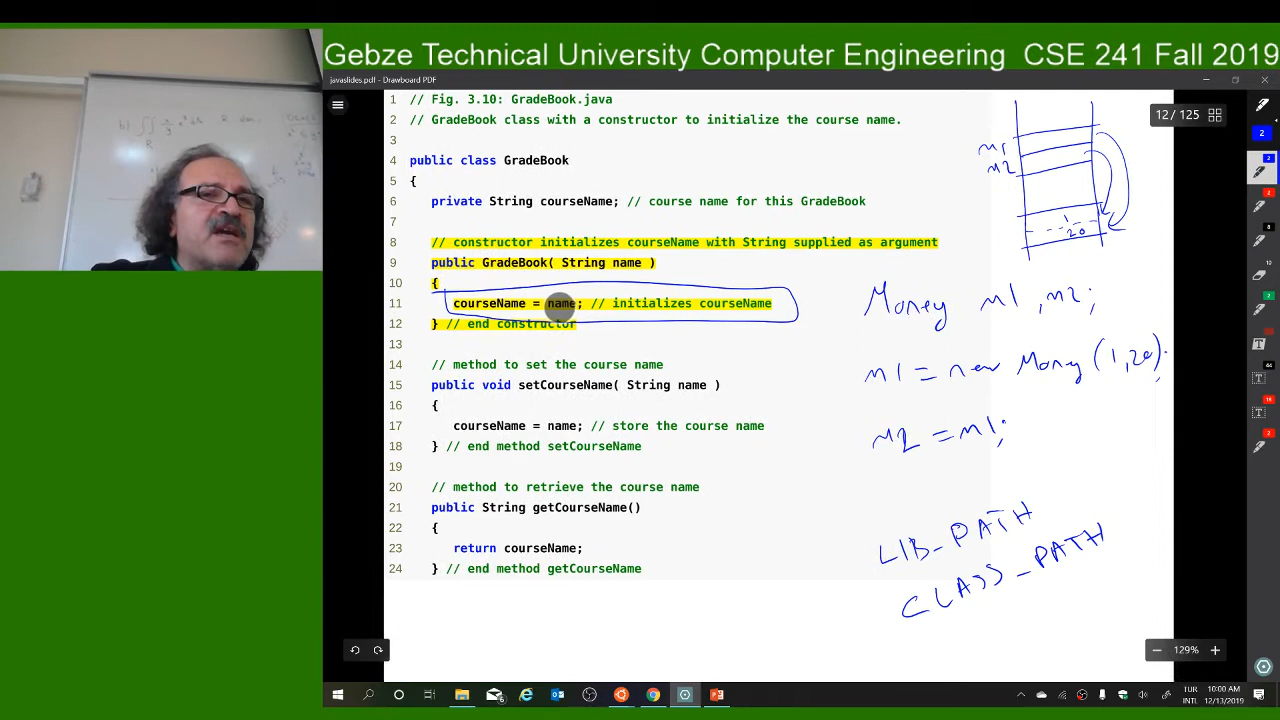 Gebze Technical University Computer Engineering CSE 241 Fall 2019
javaslides.pdf - Drawboard PDF
12 / 125
1 // Fig. 3.10: GradeBook.java
2 // GradeBook class with a constructor to initialize the course name.
3
4 public class GradeBook
5 {
6 private String courseName; // course name for this GradeBook
7
8 // constructor initializes courseName with String supplied as argument
9 public GradeBook( String name )
10 {
11 courseName = name; // initializes courseName
12 } // end constructor
13
14 // method to set the course name
15 public void setCourseName( String name )
16 {
17 courseName = name; // store the course name
18 } // end method setCourseName
19
20 // method to retrieve the course name
21 public String getCourseName()
22 {
23 return courseName;
24 } // end method getCourseName
m1
m2
1
20
Money m1, m2;
m1 = new Money (1,20);
m2 = m1;
LIB_PATH
CLASS_PATH
129%
TUR
INTL
10:00 AM
12/13/2019